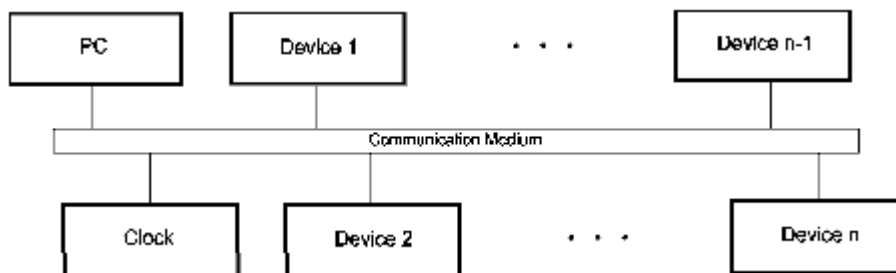 PC
Device 1
. . .
Device n-1
Communication Medium
Clock
Device 2
. . .
Device n